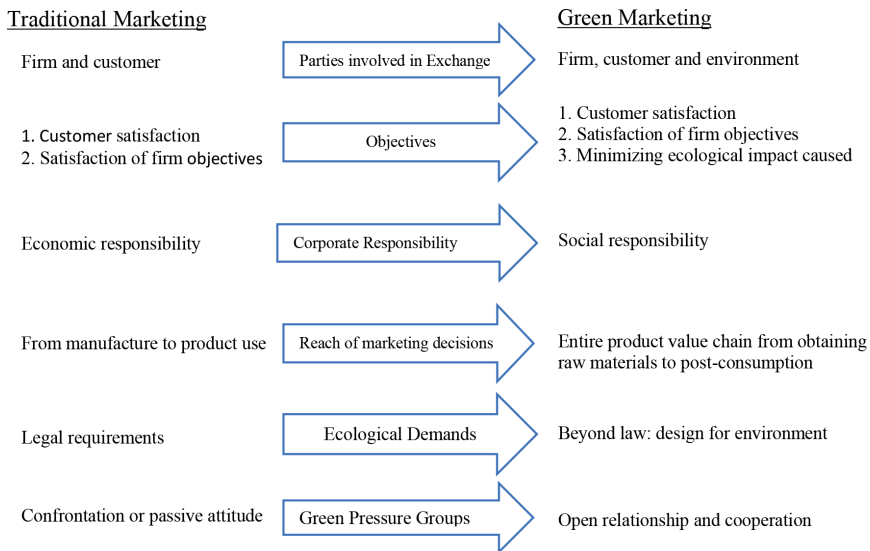 Traditional Marketing
Green Marketing
Firm and customer
Parties involved in Exchange
Firm, customer and environment
1. Customer satisfaction
2. Satisfaction of firm objectives
Objectives
1. Customer satisfaction
2. Satisfaction of firm objectives
3. Minimizing ecological impact caused
Economic responsibility
Corporate Responsibility
Social responsibility
From manufacture to product use
Reach of marketing decisions
Entire product value chain from obtaining
raw materials to post-consumption
Legal requirements
Ecological Demands
Beyond law: design for environment
Confrontation or passive attitude
Green Pressure Groups
Open relationship and cooperation